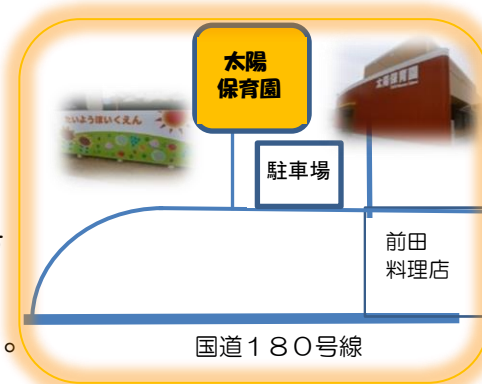 太陽
保育園
太陽保育園
たいようほいくえん
駐車場
前田
料理店
。
国道１８０号線